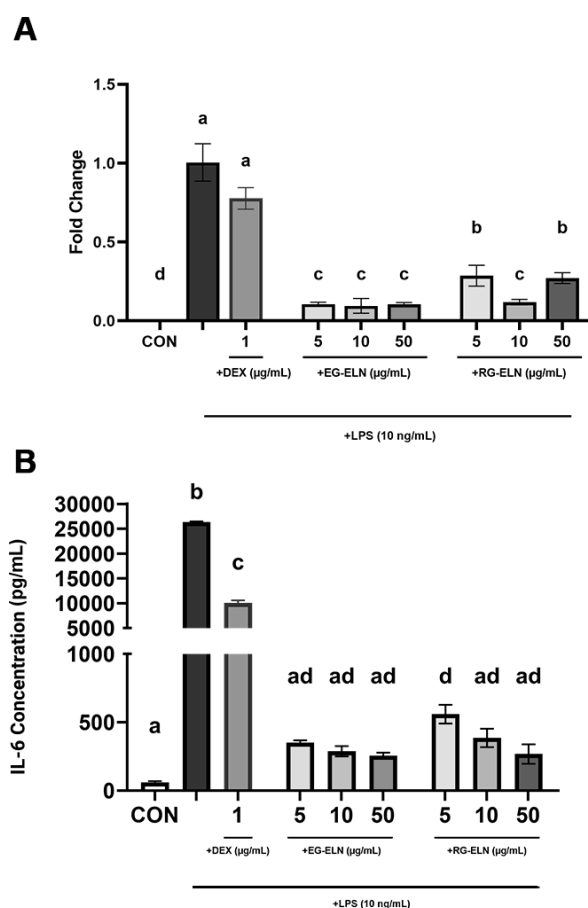 A
1.5
a
a
1.0
Fold Change
0.5
b
b
d
c
c
c
c
0.0
CON
1
5
10
50
5
10
50
+DEX (µg/mL)
+EG-ELN (µg/mL)
+RG-ELN (µg/mL)
+LPS (10 ng/mL)
B
b
30000
25000
20000
c
15000
10000
5000
IL-6 Concentration (pg/mL)
1000
ad ad ad
d ad ad
a
500
0
CON
1
5
10
50
5
10
50
+DEX (µg/mL)
+EG-ELN (µg/mL)
+RG-ELN (µg/mL)
+LPS (10 ng/mL)